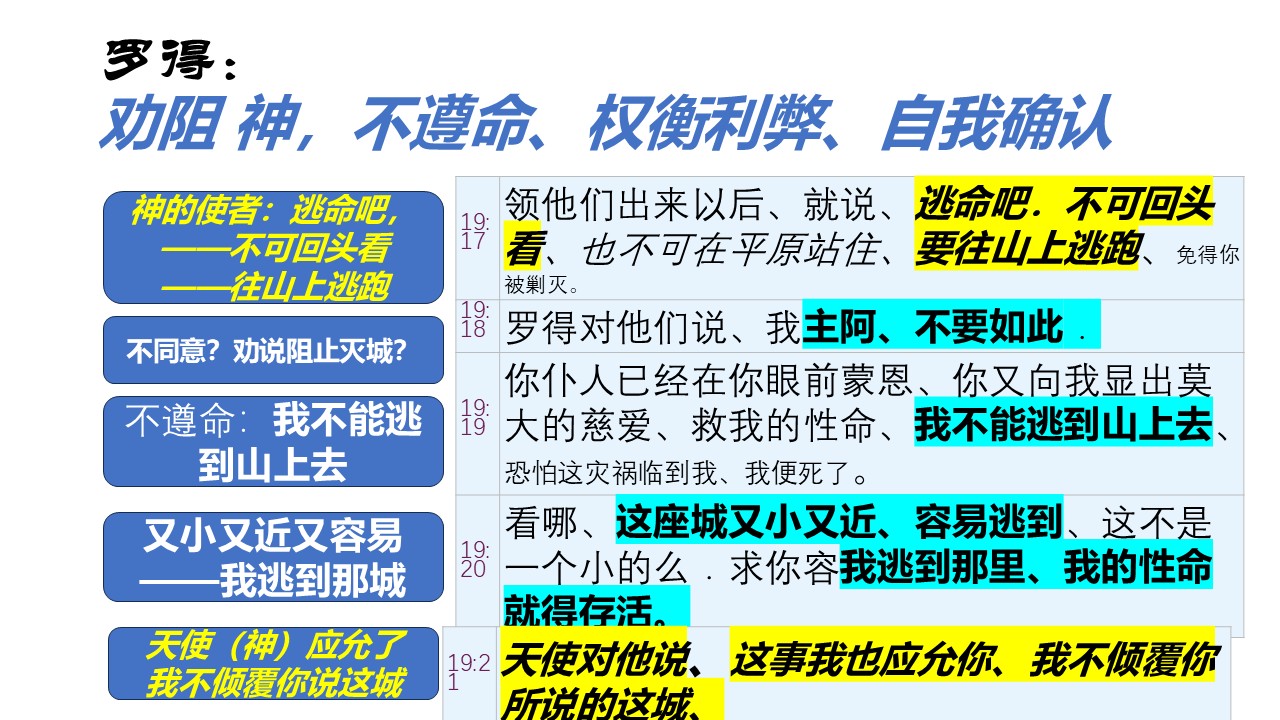 罗得：
劝阻 神，不遵命、权衡利弊、自我确认
神的使者：逃命吧，
——不可回头看
——往山上逃跑
不同意？劝说阻止灭城？
不遵命：我不能逃
到山上去
又小又近又容易
——我逃到那城
天使（神）应允了
我不倾覆你说这城
19:
17
领他们出来以后、就说、逃命吧．不可回头
看、也不可在平原站住、要往山上逃跑、免得你
被剿灭。
19:
18
罗得对他们说、我主阿、不要如此．
19:
19
你仆人已经在你眼前蒙恩、你又向我显出莫
大的慈爱、救我的性命、我不能逃到山上去、
恐怕这灾祸临到我、我便死了。
19:
20
看哪、这座城又小又近、容易逃到、这不是
一个小的么．求你容我逃到那里、我的性命
就得存活。
19:2
1
天使对他说、这事我也应允你、我不倾覆你
所说的这城、